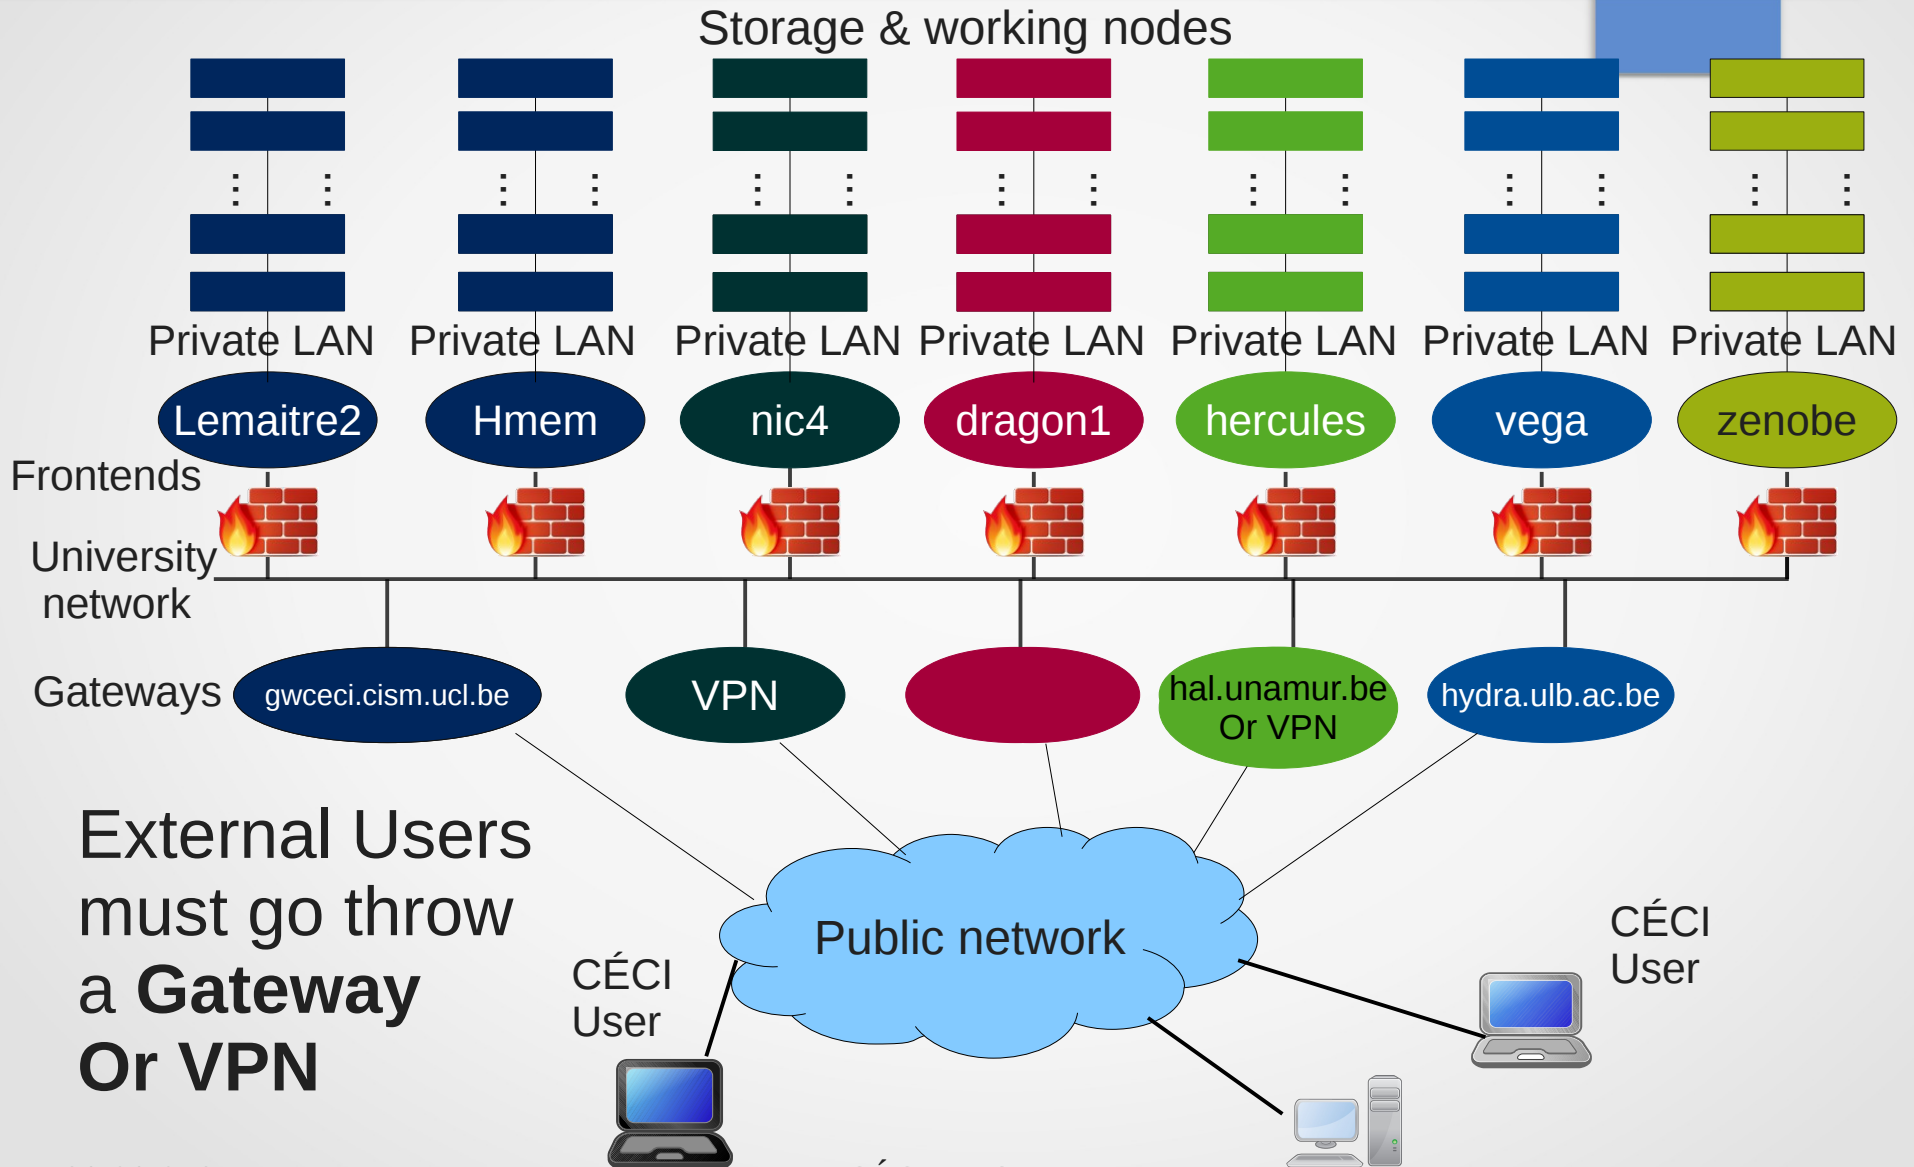 Storage & working nodes
Private LAN Private LAN Private LAN Private LAN Private LAN Private LAN Private LAN
Lemaitre2 Hmem nic4 dragon1 hercules vega zenobe
Frontends
University
network
Gateways
gwceci.cism.ucl.be
VPN
hal.unamur.be
Or VPN
hydra.ulb.ac.be
External Users
must go throw
a Gateway
Or VPN
Public network
CÉCI
User
CÉCI
User